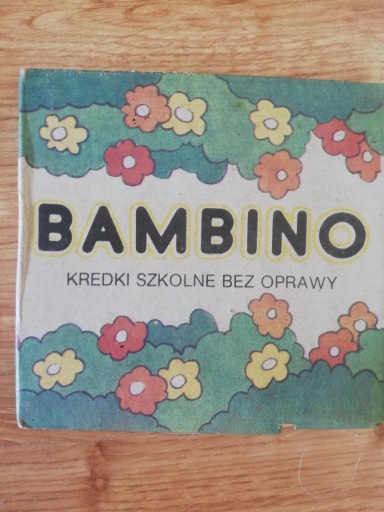 BAMBINO
KREDKI SZKOLNE BEZ OPRAWY